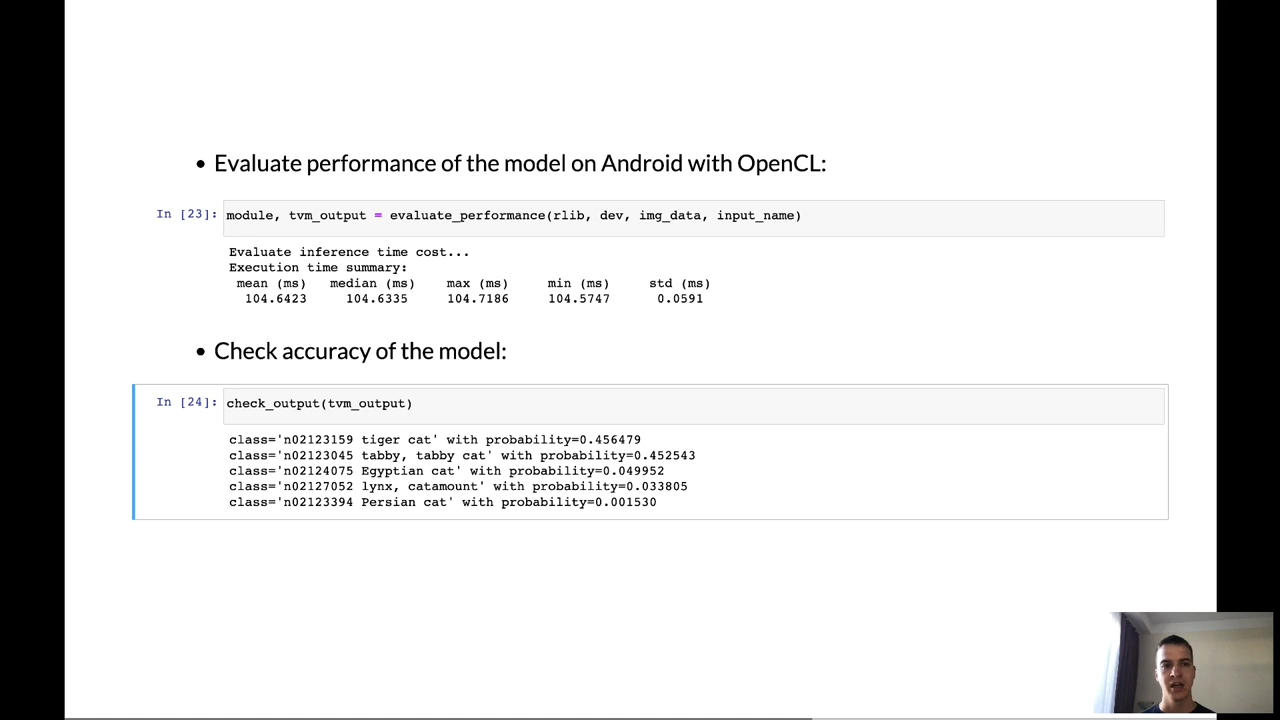 • Evaluate performance of the model on Android with OpenCL:
In [23]: module, tvm_output = evaluate_performance(rlib, dev, img_data, input_name)
Evaluate inference time cost...
Execution time summary:
mean (ms) median (ms) max (ms) min (ms) std (ms)
104.6423 104.6335 104.7186 104.5747 0.0591
• Check accuracy of the model:
In [24]: check_output(tvm_output)
class='n02123159 tiger cat' with probability=0.456479
class='n02123045 tabby, tabby cat' with probability=0.452543
class='n02124075 Egyptian cat' with probability=0.049952
class='n02127052 lynx, catamount' with probability=0.033805
class='n02123394 Persian cat' with probability=0.001530